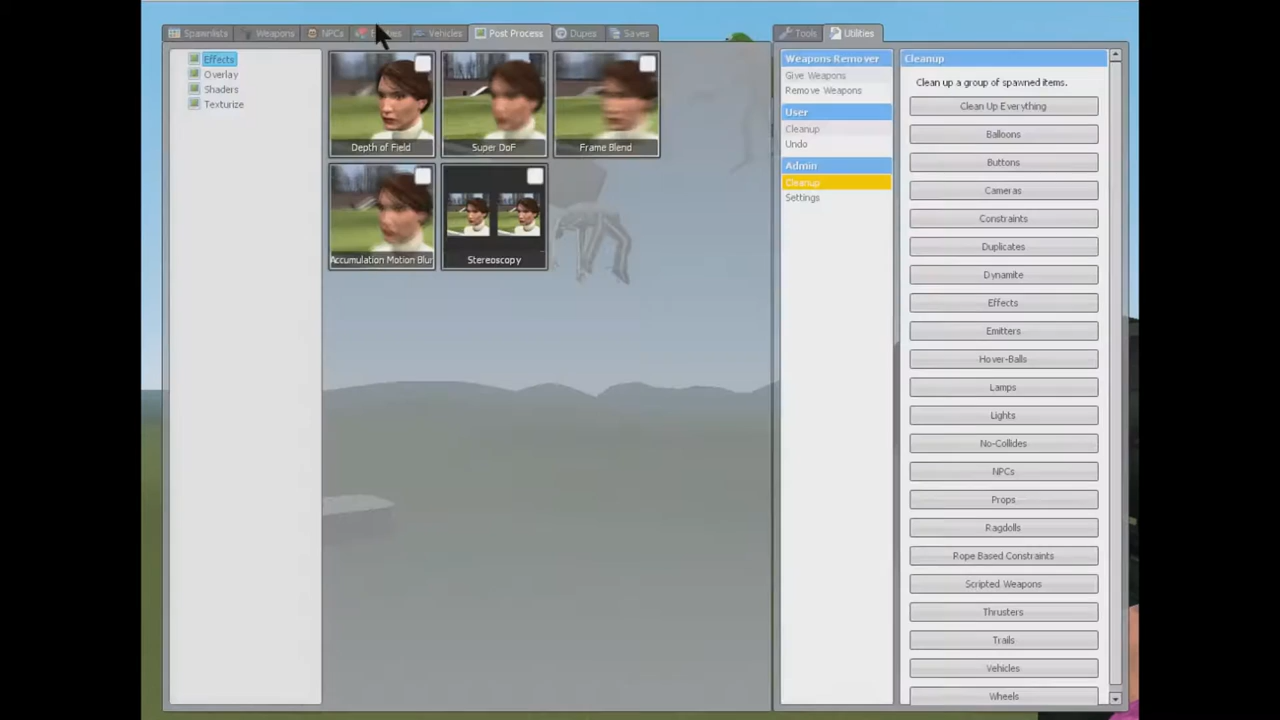 Spawnlists
Weapons
NPCs
Vehicles
Post Process
Dupes
Saves
Effects
Overlay
Shaders
Texturize
Depth of Field
Super DoF
Frame Blend
Accumulation Motion Blur
Stereoscopy
Tools
Utilities
Weapons Remover
Give Weapons
Remove Weapons
User
Cleanup
Undo
Admin
Cleanup
Settings
Cleanup
Clean up a group of spawned items.
Clean Up Everything
Balloons
Buttons
Cameras
Constraints
Duplicates
Dynamite
Effects
Emitters
Hover-Balls
Lamps
Lights
No-Collides
NPCs
Props
Ragdolls
Rope Based Constraints
Scripted Weapons
Thrusters
Trails
Vehicles
Wheels